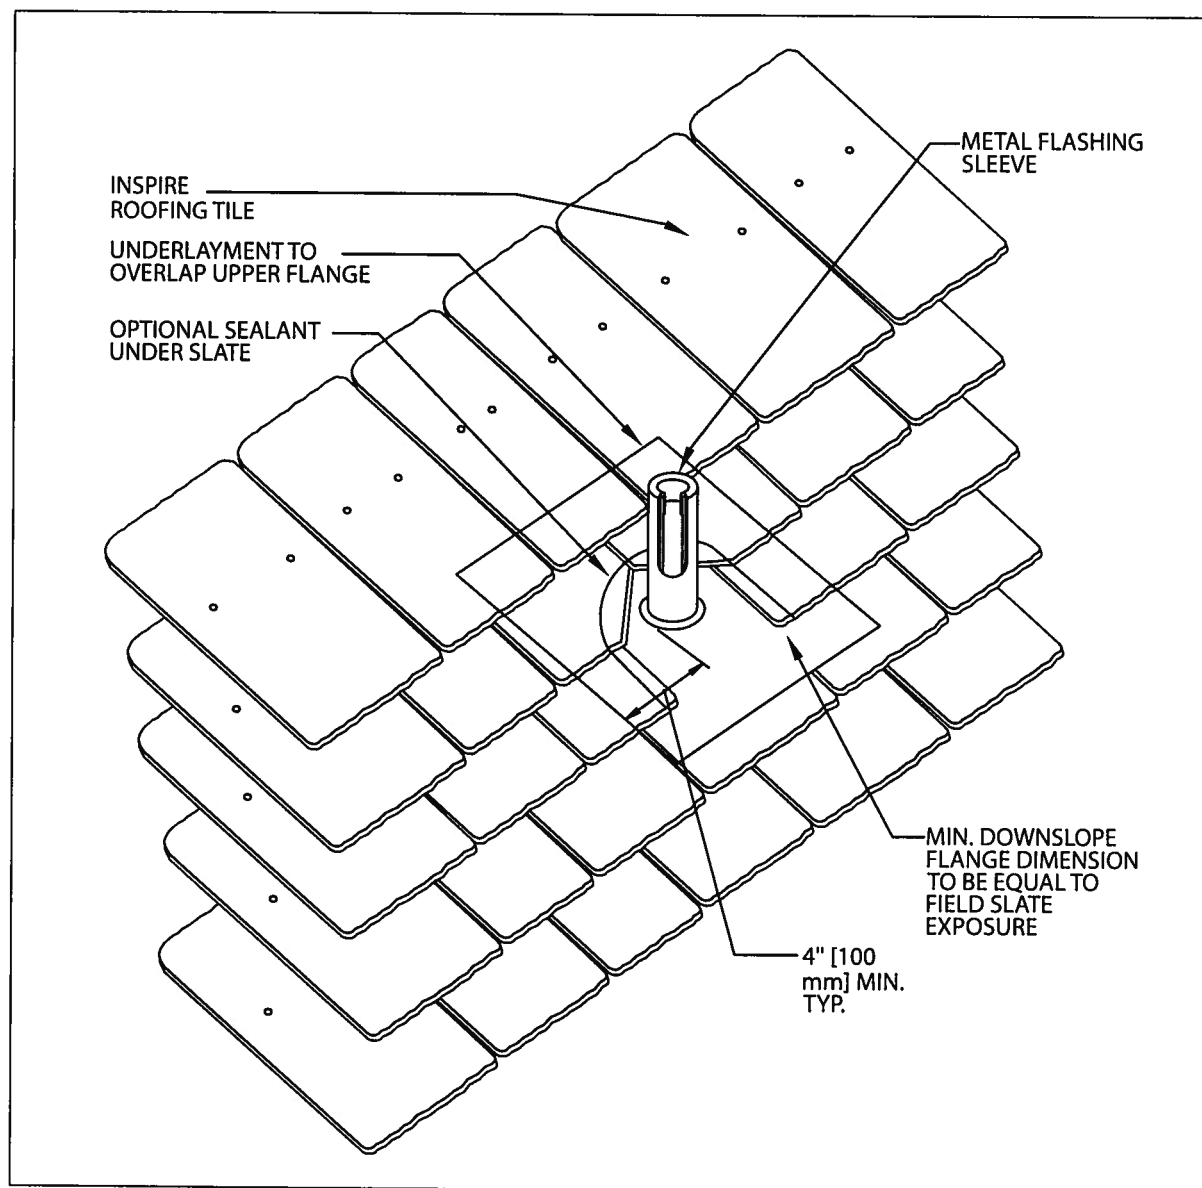 METAL FLASHING
SLEEVE
INSPIRE
ROOFING TILE
UNDERLAYMENT TO
OVERLAP UPPER FLANGE
OPTIONAL SEALANT
UNDER SLATE
MIN. DOWNSLOPE
FLANGE DIMENSION
TO BE EQUAL TO
FIELD SLATE
EXPOSURE
4" [100
mm] MIN.
TYP.